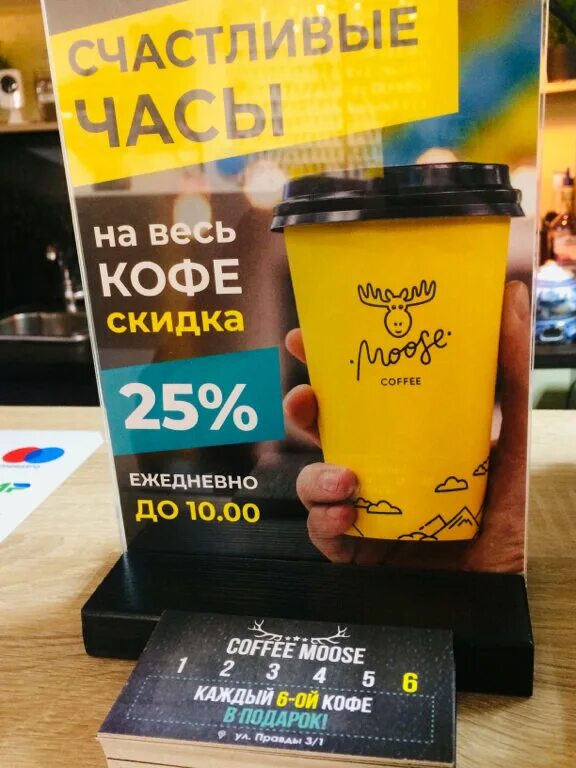 СЧАСТЛИВЫЕ
ЧАСЫ
на весь
КОФЕ
скидка
25%
ЕЖЕДНЕВНО
ДО 10.00
Moose
COFFEE
COFFEE MOOSE
1 2 3 4 5 6
КАЖДЫЙ 6-ОЙ КОФЕ
В ПОДАРОК!
ул. Правды 3/1